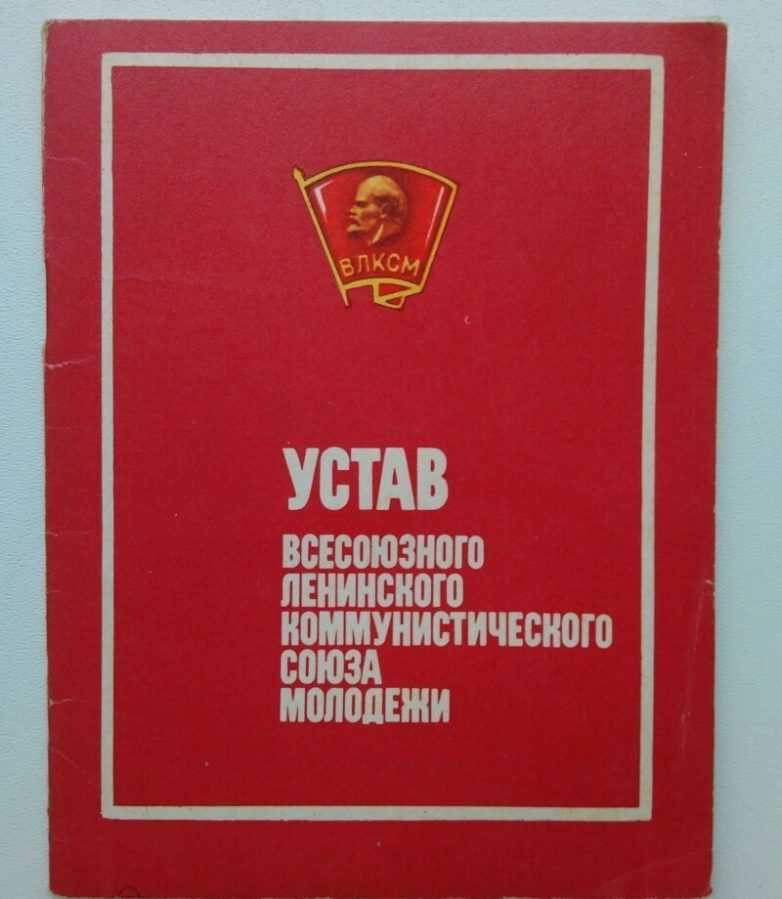 ВЛКСМ
УСТАВ
ВСЕСОЮЗНОГО
ЛЕНИНСКОГО
КОММУНИСТИЧЕСКОГО
СОЮЗА
МОЛОДЕЖИ